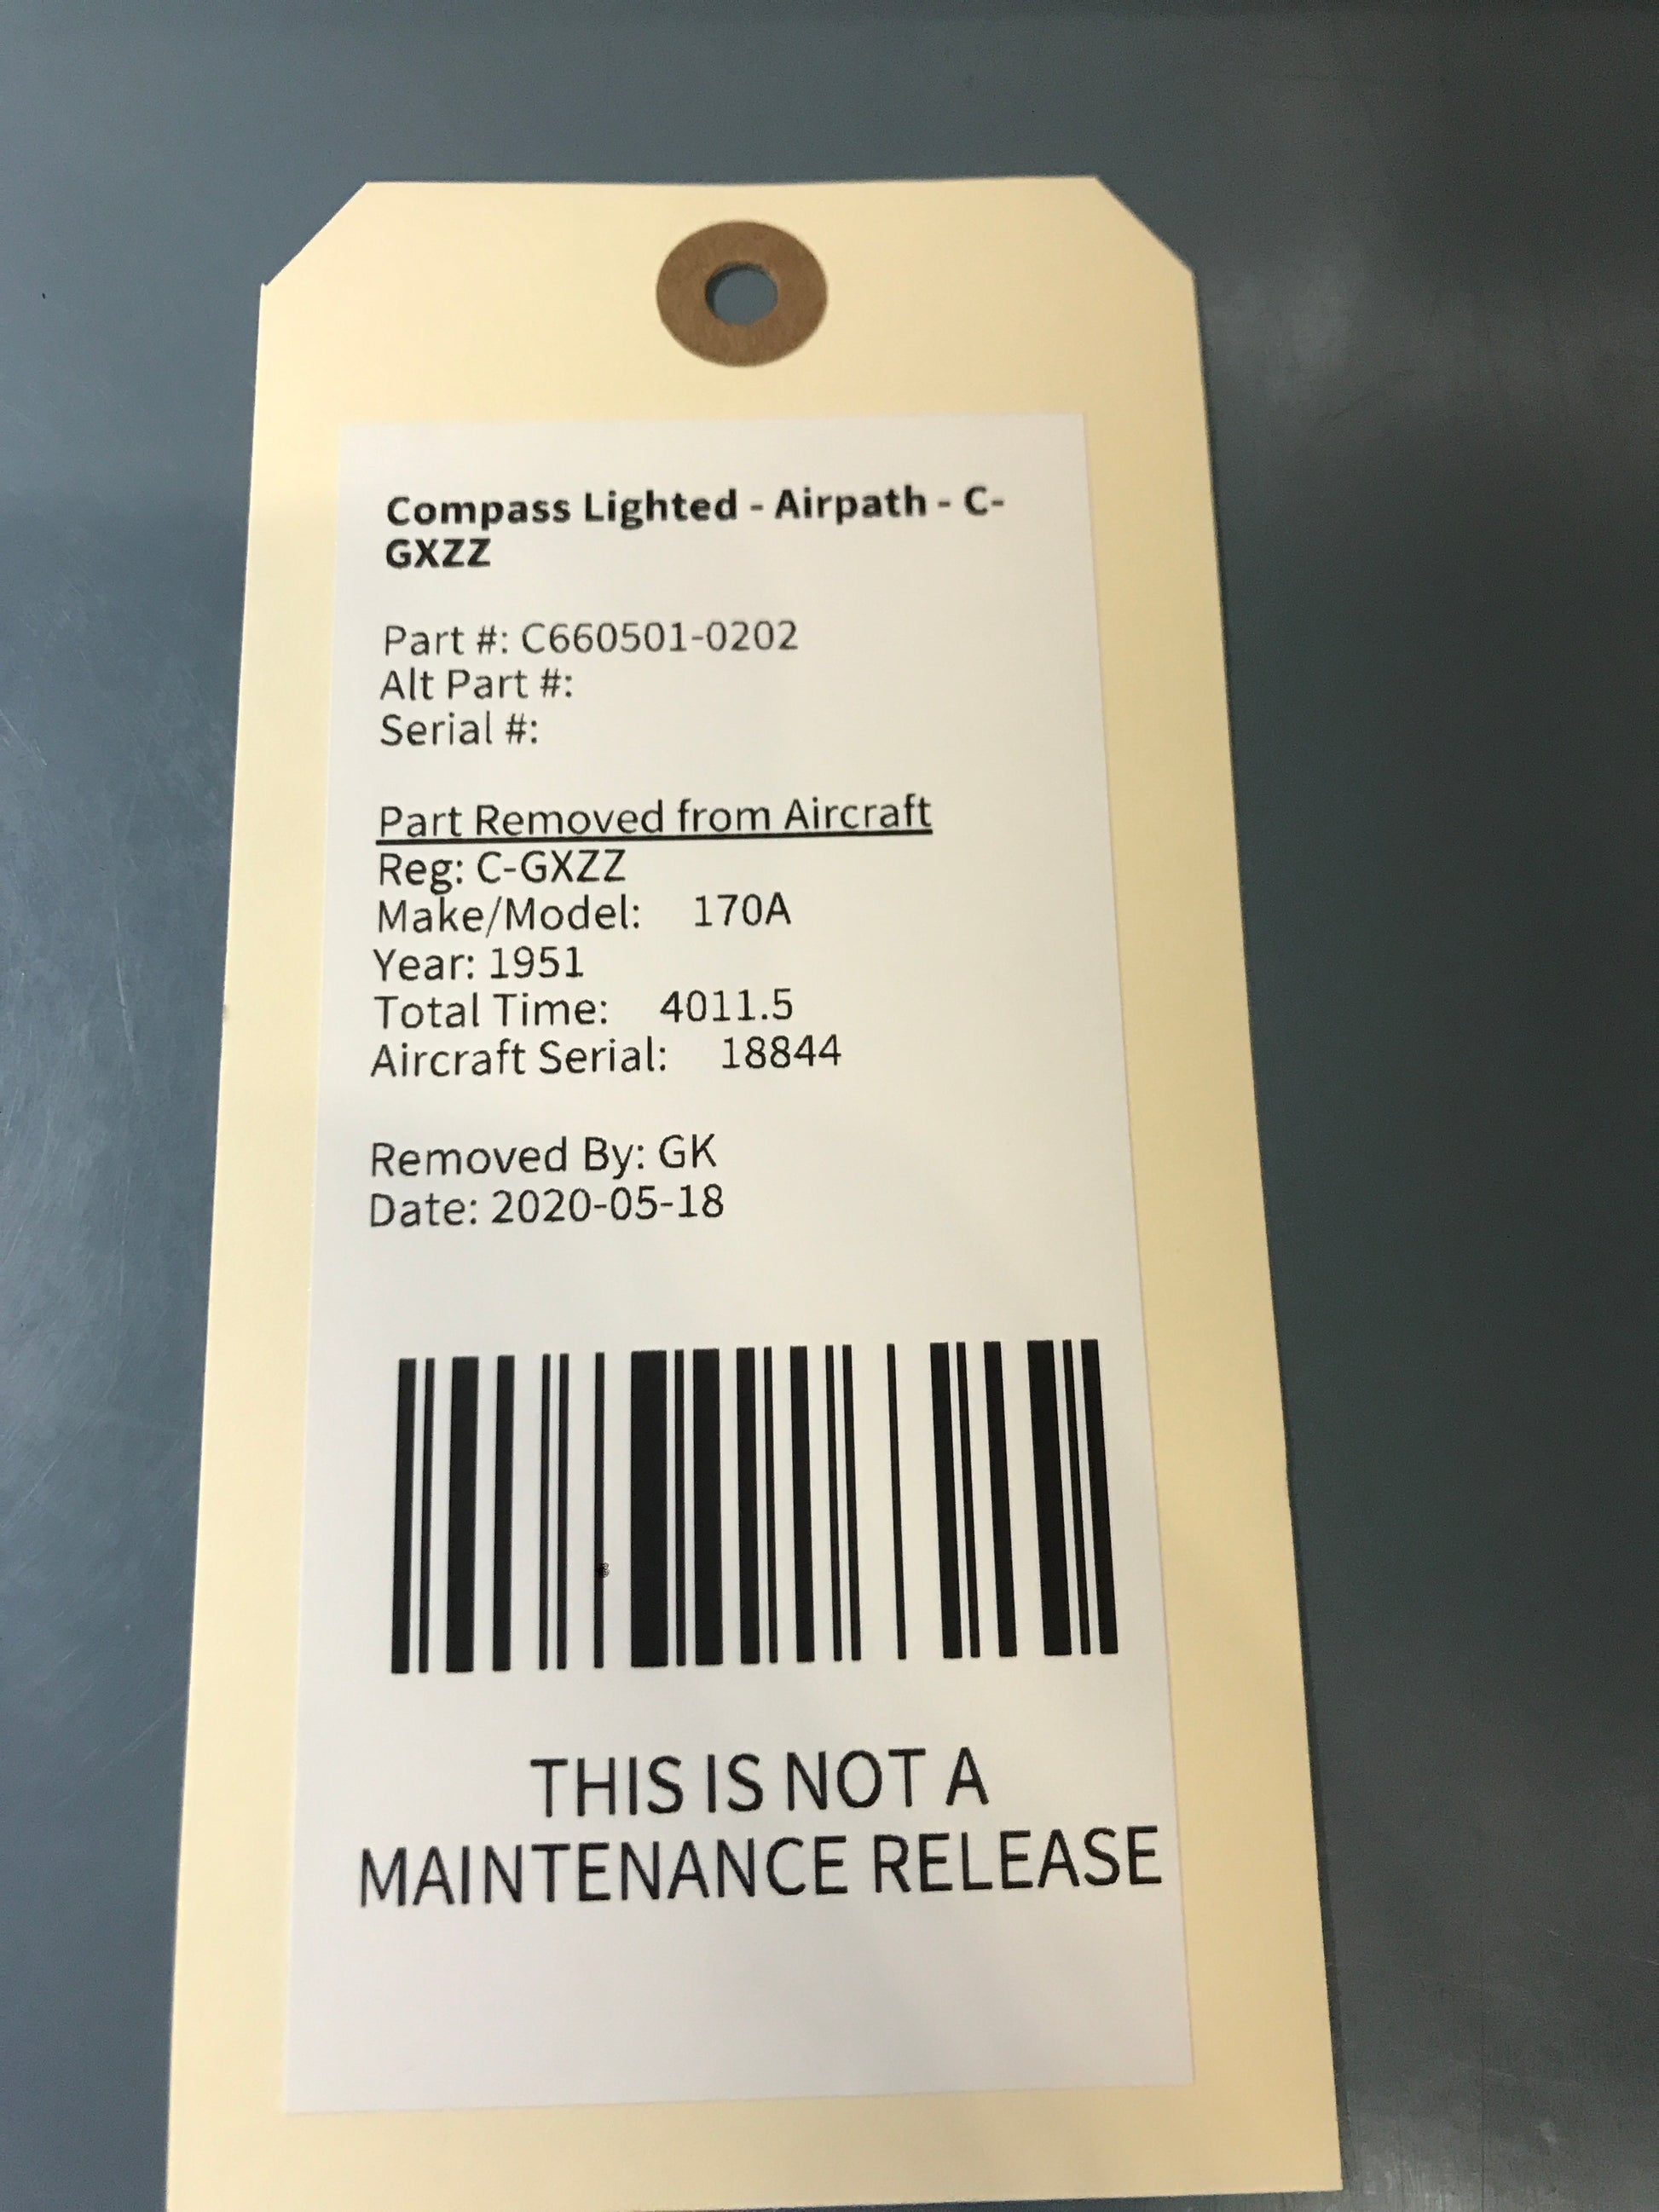 Compass Lighted - Airpath - C-
GXZZ
Part #: C660501-0202
Alt Part #:
Serial #:
Part Removed from Aircraft
Reg: C-GXZZ
Make/Model: 170A
Year: 1951
Total Time: 4011.5
Aircraft Serial: 18844
Removed By: GK
Date: 2020-05-18
THIS IS NOT A
MAINTENANCE RELEASE